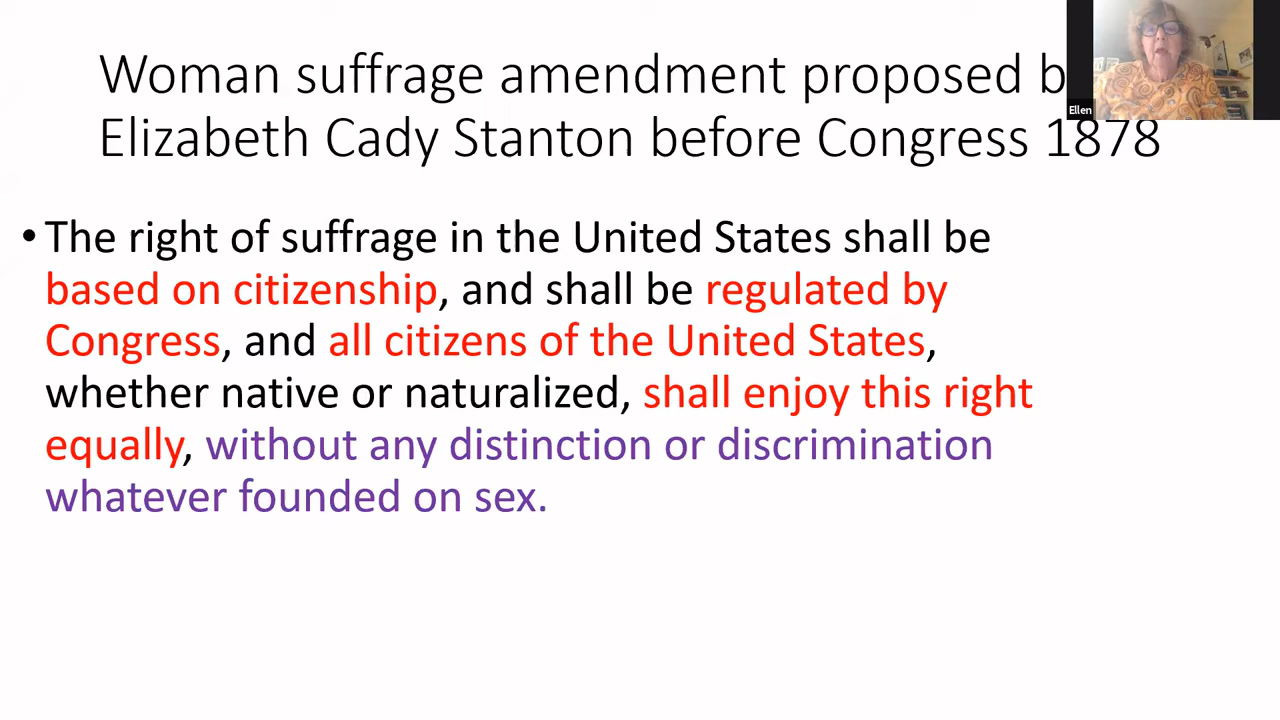 Woman suffrage amendment proposed b
Elizabeth Cady Stanton before Congress 1878
Ellen
• The right of suffrage in the United States shall be
based on citizenship, and shall be regulated by
Congress, and all citizens of the United States,
whether native or naturalized, shall enjoy this right
equally, without any distinction or discrimination
whatever founded on sex.